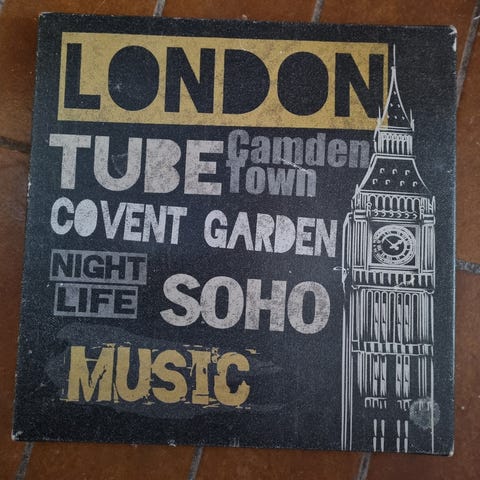 LONDON
TUBE
Camden
Town
COVENT GARDEN
NIGHT
LIFE
SOHO
MUSIC